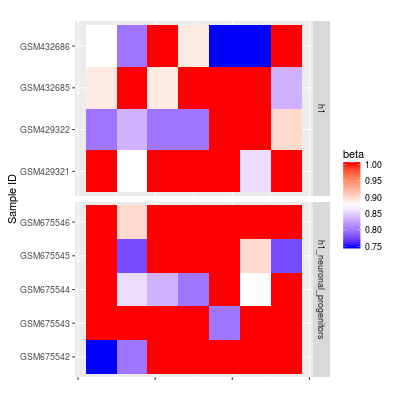 Sample ID
GSM432686
GSM432685
GSM429322
GSM429321
h1
GSM675546
GSM675545
GSM675544
GSM675543
GSM675542
h1_neuronal_progenitors
beta
1.00
0.95
0.90
0.85
0.80
0.75